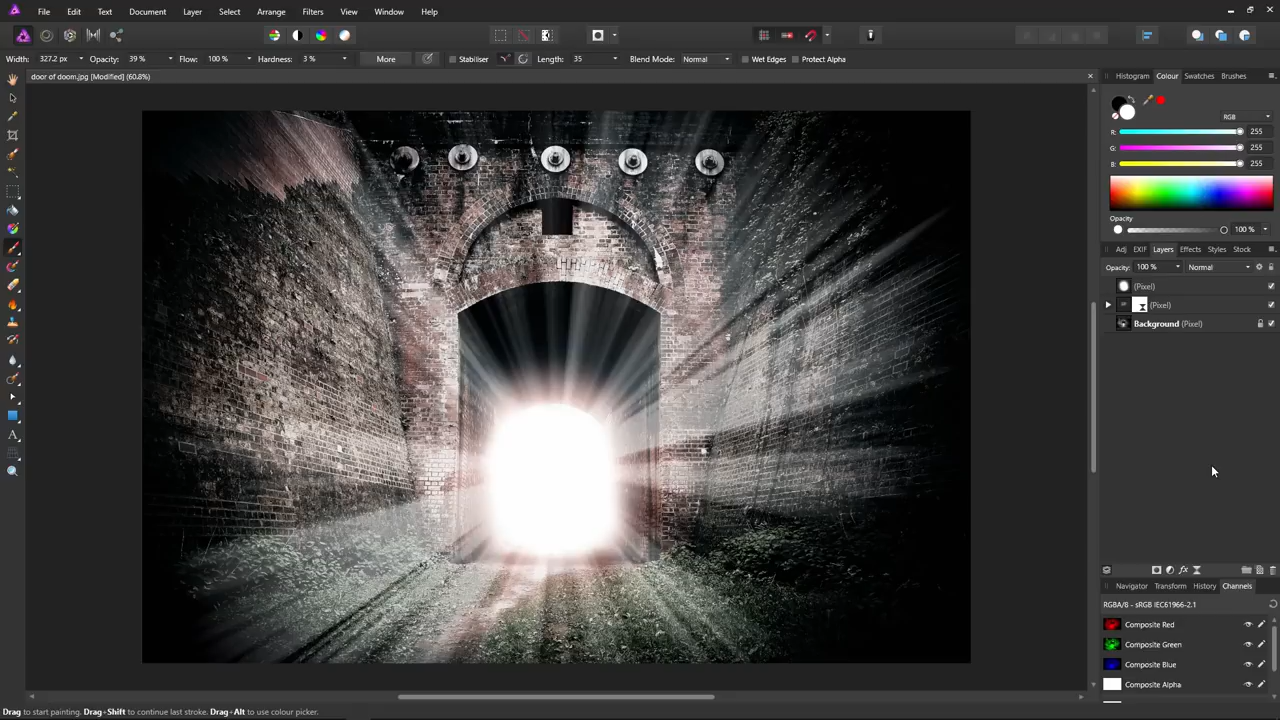 File Edit Text Document Layer Select Arrange Filters View Window Help
Width: 327.2 px Opacity: 39 % Flow: 100 % Hardness: 3 % More Stabiliser Length: 35 Blend Mode: Normal Wet Edges Protect Alpha
door of doom.jpg [Modified] (60.8%)
Histogram Colour Swatches Brushes
RGB
R: 255
G: 255
B: 255
Opacity
100 %
Adj EXIF Layers Effects Styles Stock
Opacity: 100 % Normal
(Pixel)
(Pixel)
Background (Pixel)
Navigator Transform History Channels
RGBA/8 - sRGB IEC61966-2.1
Composite Red
Composite Green
Composite Blue
Composite Alpha
Drag to start painting. Drag+Shift to continue last stroke. Drag+Alt to use colour picker.